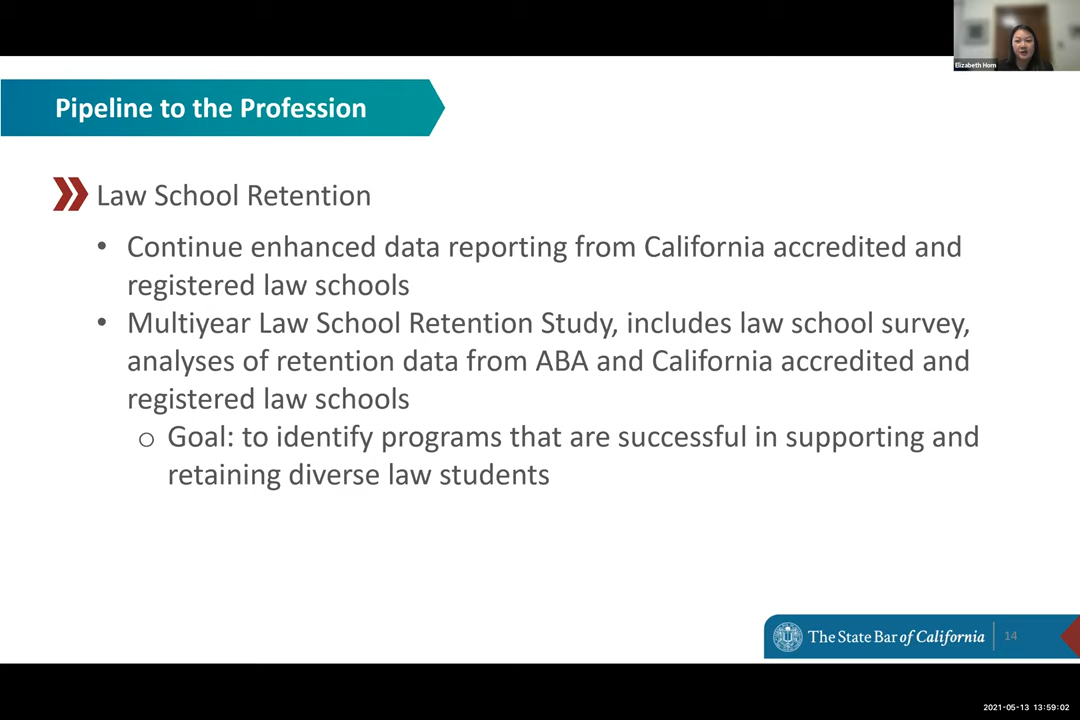 Elizabeth Hom
Pipeline to the Profession
Law School Retention
• Continue enhanced data reporting from California accredited and
registered law schools
• Multiyear Law School Retention Study, includes law school survey,
analyses of retention data from ABA and California accredited and
registered law schools
o Goal: to identify programs that are successful in supporting and
retaining diverse law students
The State Bar of California 14
2021-05-13 13:59:02